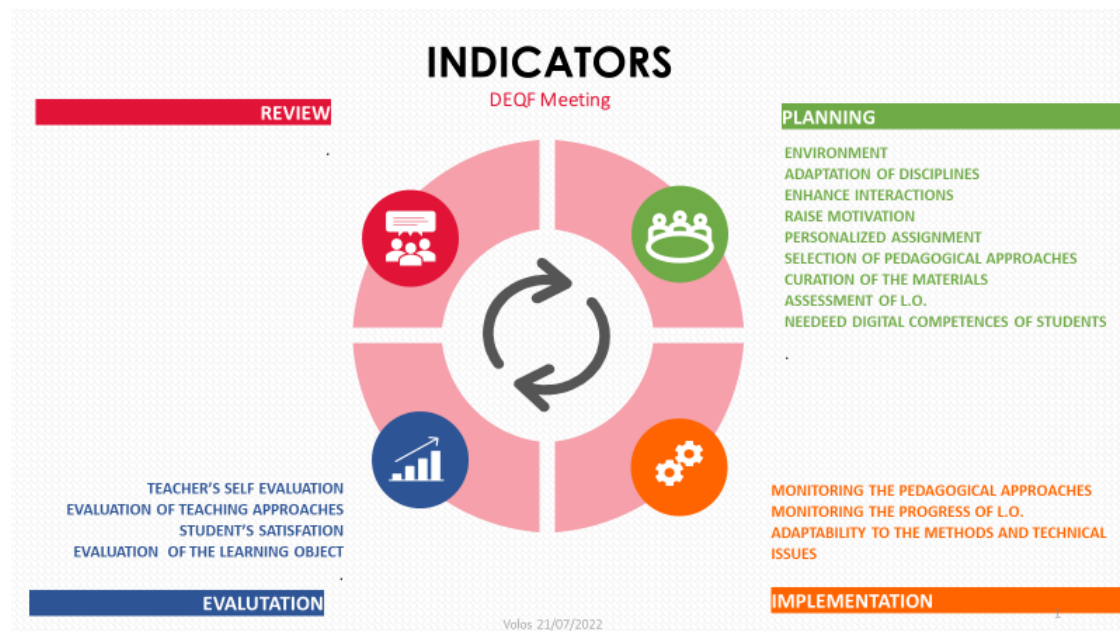 INDICATORS
DEQF Meeting
REVIEW
.
PLANNING
ENVIRONMENT
ADAPTATION OF DISCIPLINES
ENHANCE INTERACTIONS
RAISE MOTIVATION
PERSONALIZED ASSIGNMENT
SELECTION OF PEDAGOGICAL APPROACHES
CURATION OF THE MATERIALS
ASSESSMENT OF L.O.
NEEDEED DIGITAL COMPETENCES OF STUDENTS
.
TEACHER'S SELF EVALUATION
EVALUATION OF TEACHING APPROACHES
STUDENT'S SATISFATION
EVALUATION OF THE LEARNING OBJECT
.
EVALUTATION
MONITORING THE PEDAGOGICAL APPROACHES
MONITORING THE PROGRESS OF L.O.
ADAPTABILITY TO THE METHODS AND TECHNICAL
ISSUES
IMPLEMENTATION
1
Volos 21/07/2022